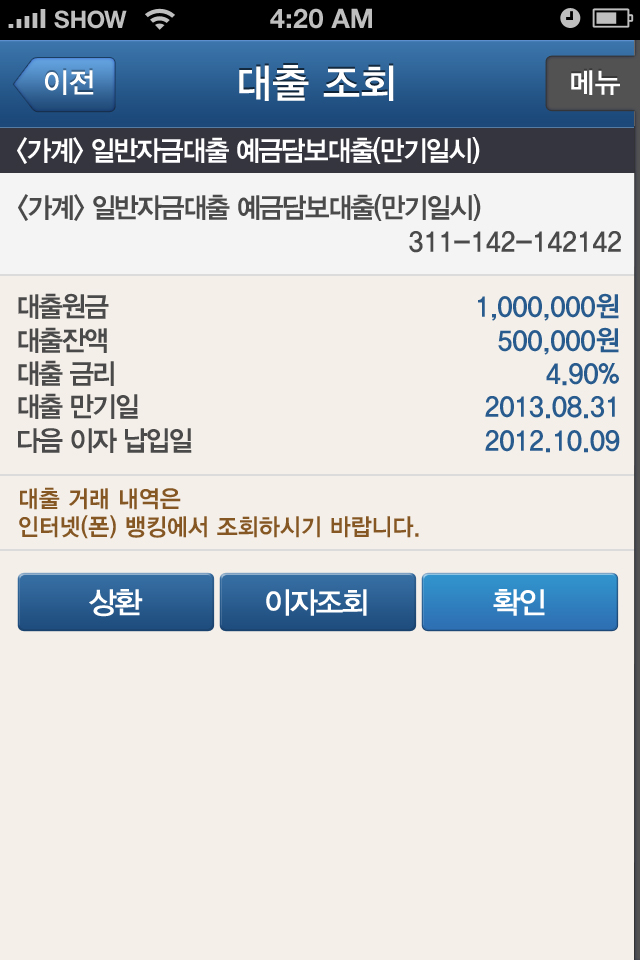 SHOW 4:20 AM
이전 대출 조회 메뉴
〈가계〉 일반자금대출 예금담보대출(만기일시)
〈가계〉 일반자금대출 예금담보대출(만기일시)
311-142-142142
대출원금 1,000,000원
대출잔액 500,000원
대출 금리 4.90%
대출 만기일 2013.08.31
다음 이자 납입일 2012.10.09
대출 거래 내역은
인터넷(폰) 뱅킹에서 조회하시기 바랍니다.
상환 이자조회 확인